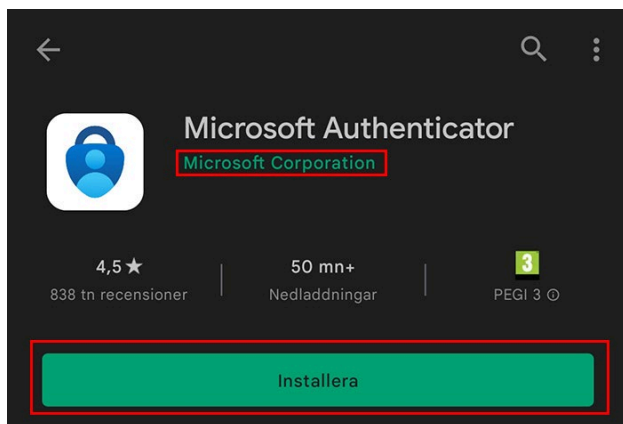 Microsoft Authenticator
Microsoft Corporation
4,5★ 50 mn+ 3
838 tn recensioner Nedladdningar PEGI 3
Installera